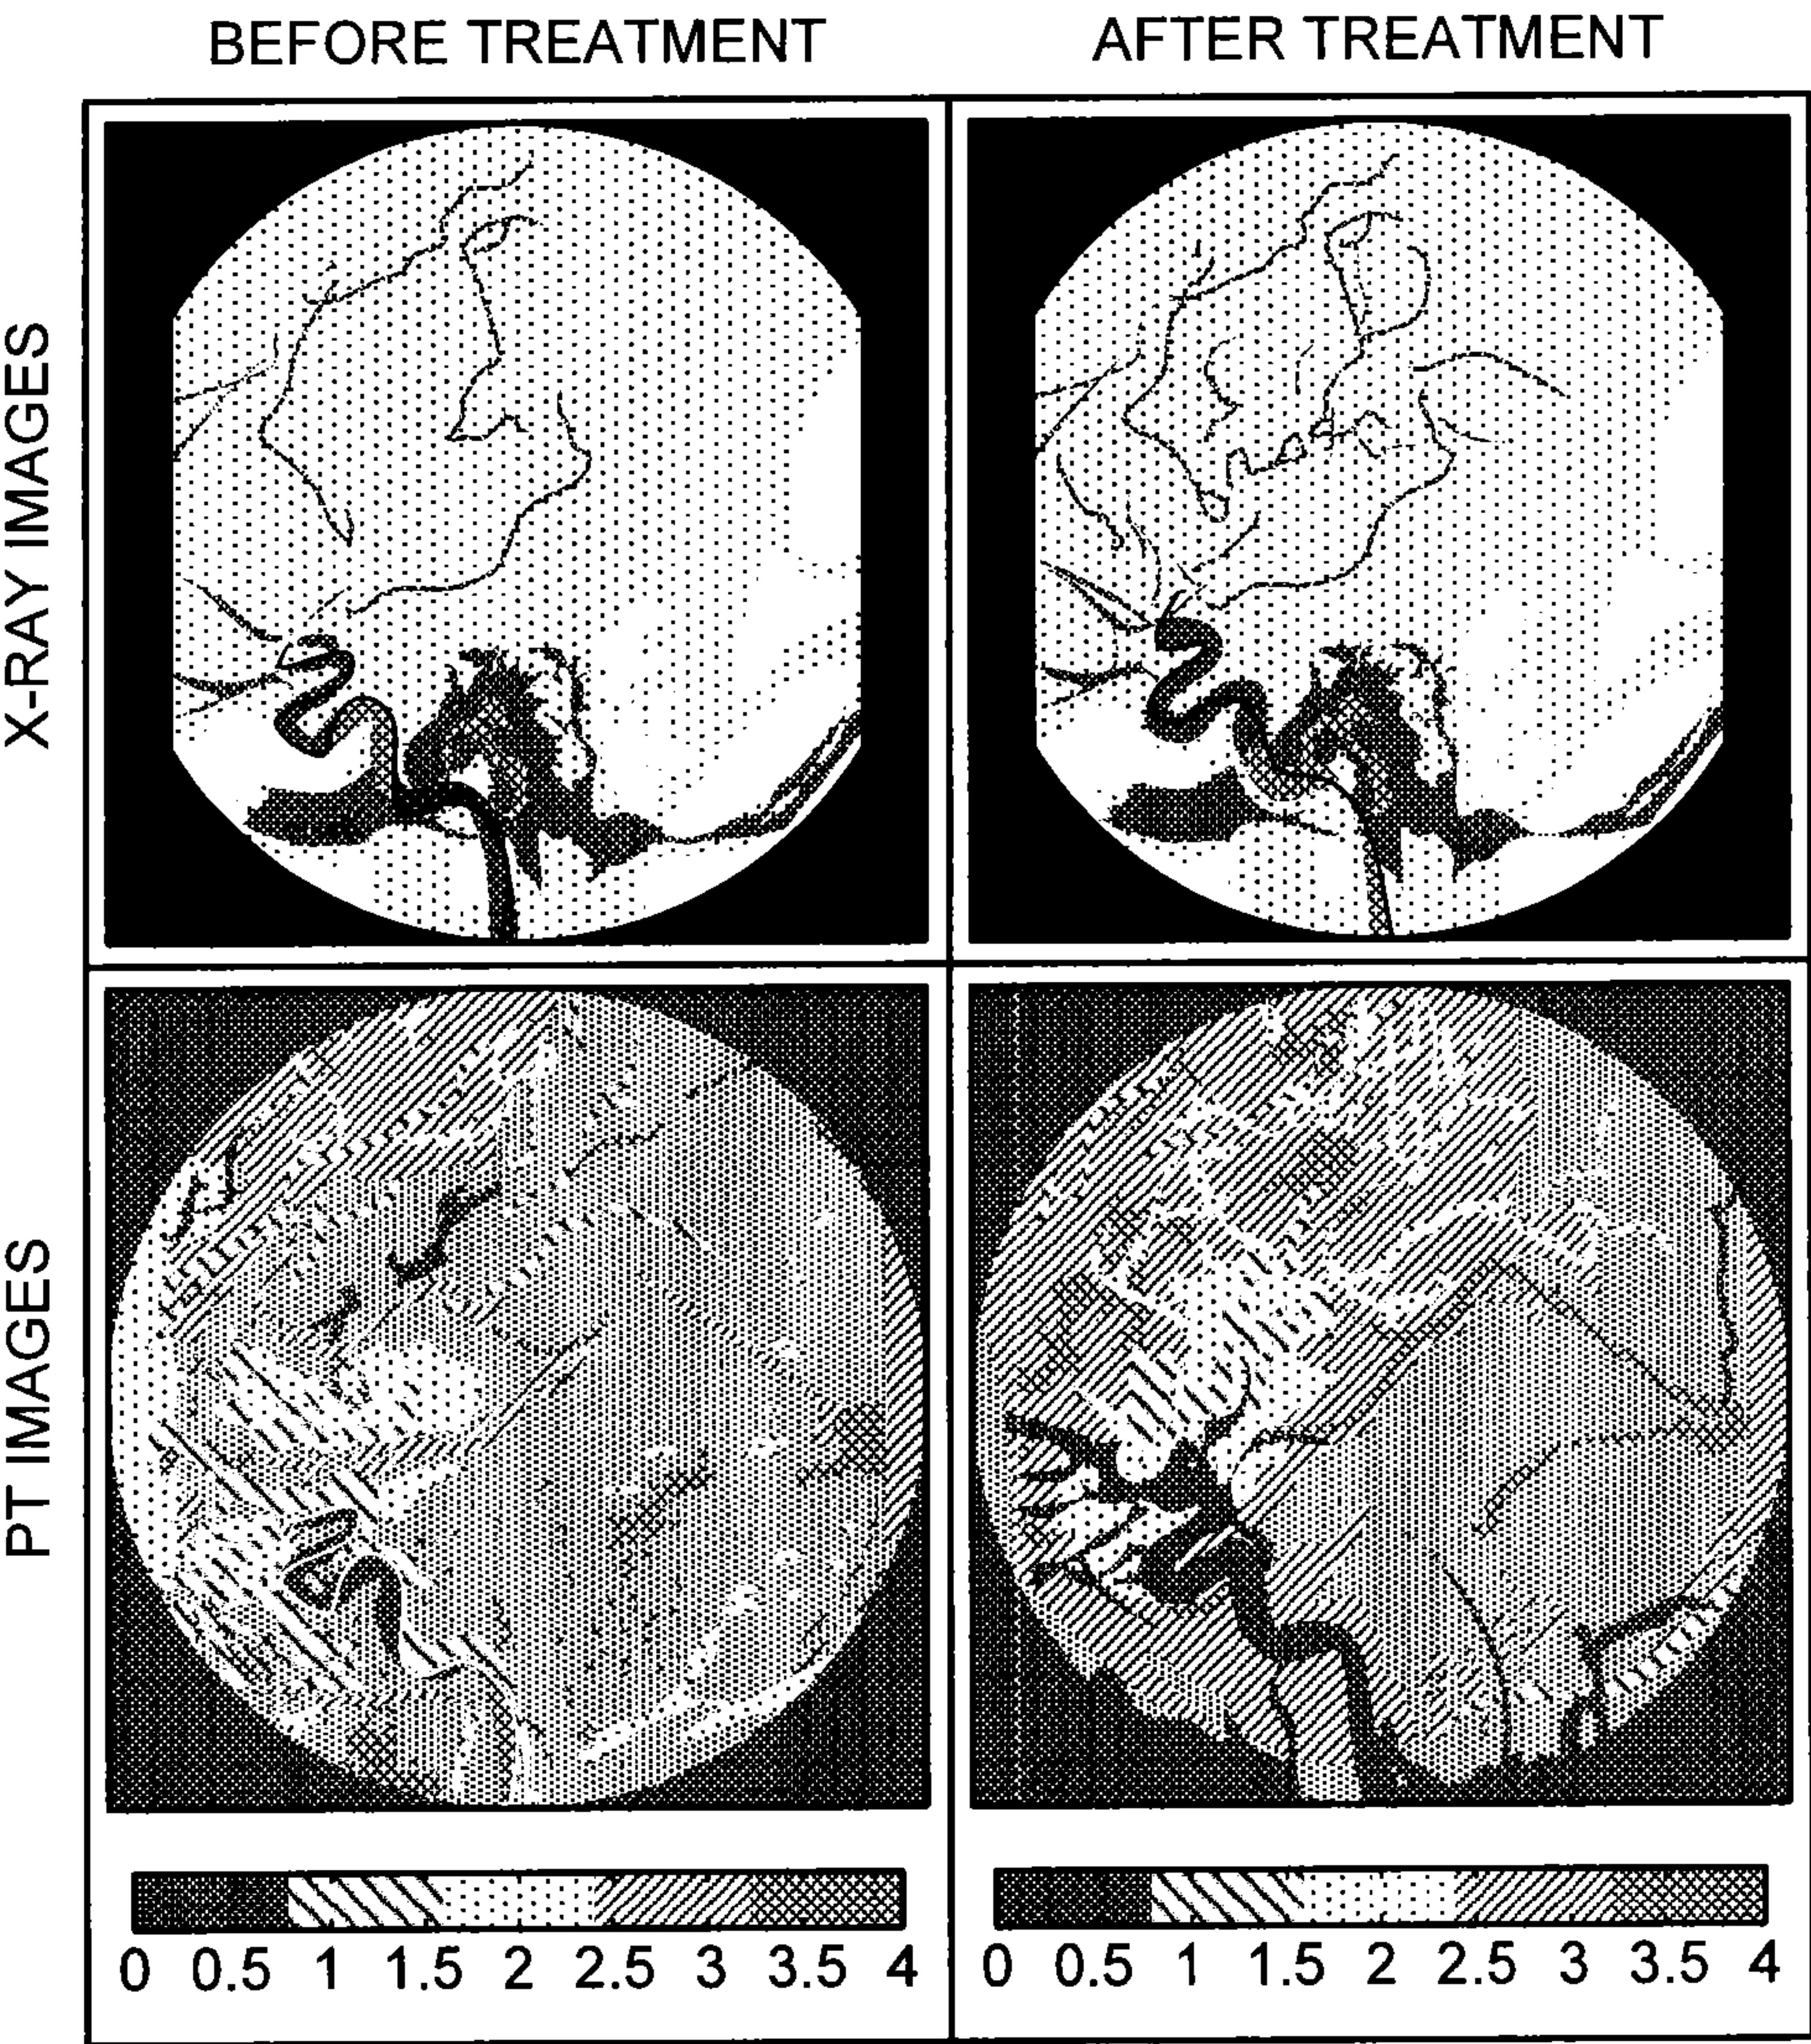 BEFORE TREATMENT
AFTER TREATMENT
X-RAY IMAGES
PT IMAGES
0 0.5 1 1.5 2 2.5 3 3.5 4
0 0.5 1 1.5 2 2.5 3 3.5 4